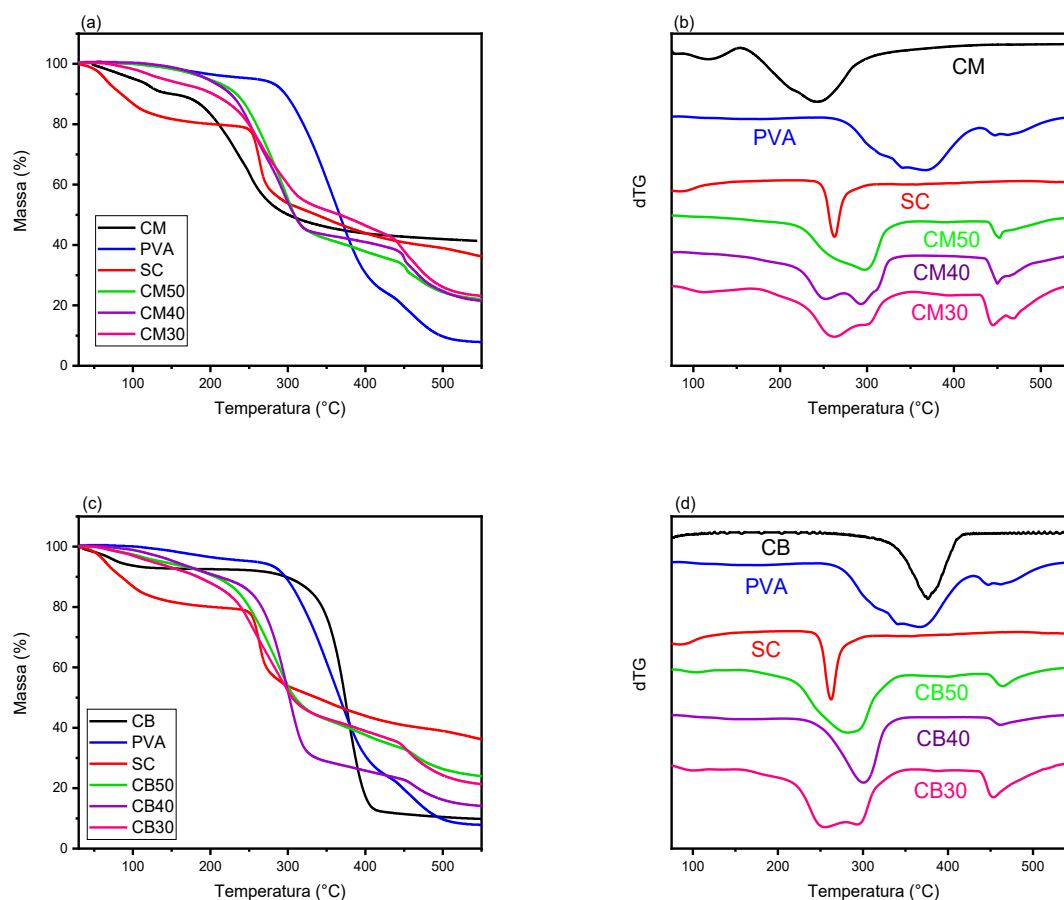 (a)
Massa (%)
100
80
60
40
20
0
CM
PVA
SC
CM50
CM40
CM30
100 200 300 400 500
Temperatura (°C)
(b)
dTG
CM
PVA
SC
CM50
CM40
CM30
100 200 300 400 500
Temperatura (°C)
(c)
Massa (%)
100
80
60
40
20
0
CB
PVA
SC
CB50
CB40
CB30
100 200 300 400 500
Temperatura (°C)
(d)
dTG
CB
PVA
SC
CB50
CB40
CB30
100 200 300 400 500
Temperatura (°C)